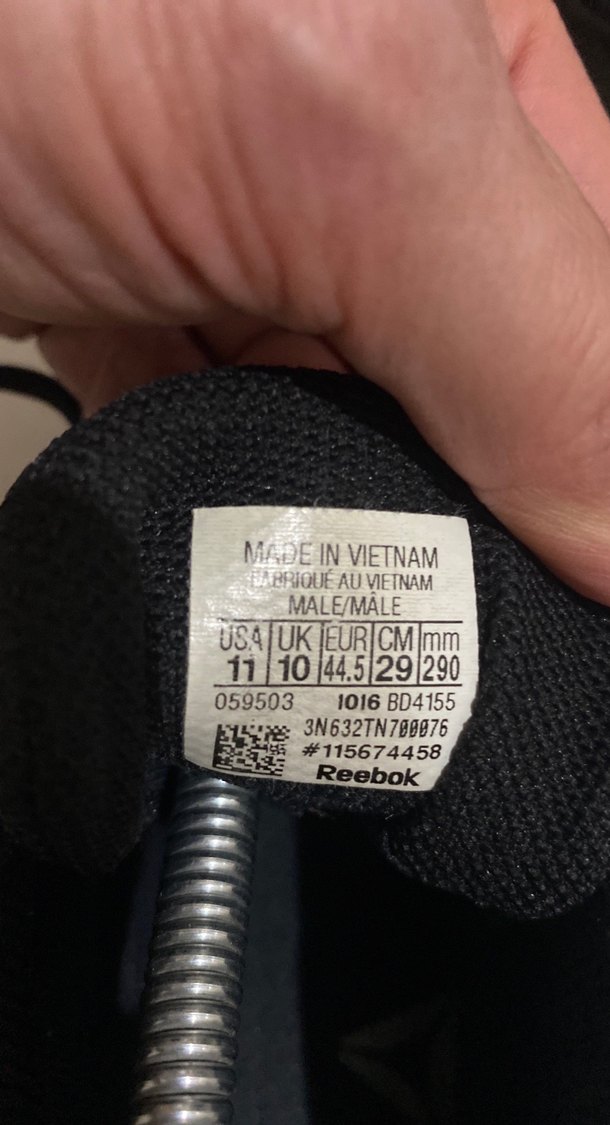 MADE IN VIETNAM
FABRIQUÉ AU VIETNAM
MALE/MÂLE
USA UK EUR CM mm
11 10 44.5 29 290
059503 1016 BD4155
3N632TN700076
#115674458
Reebok